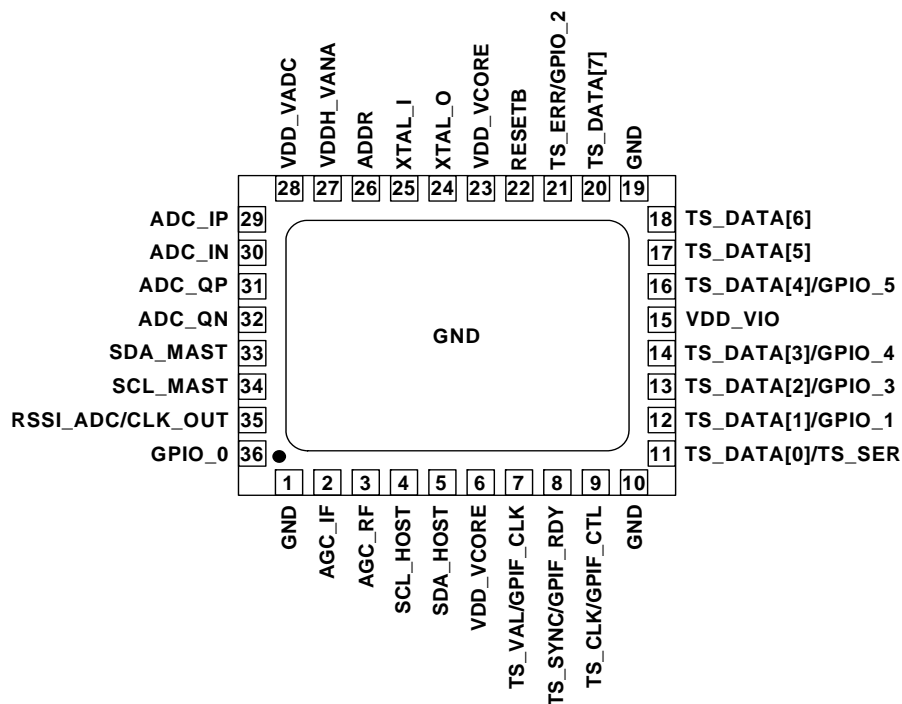 VDD_VADC
VDDH_VANA
ADDR
XTAL_I
XTAL_O
VDD_VCORE
RESETB
TS_ERR/GPIO_2
TS_DATA[7]
GND
28 27 26 25 24 23 22 21 20 19
ADC_IP 29
ADC_IN 30
ADC_QP 31
ADC_QN 32
SDA_MAST 33
SCL_MAST 34
RSSI_ADC/CLK_OUT 35
GPIO_0 36
GND
18 TS_DATA[6]
17 TS_DATA[5]
16 TS_DATA[4]/GPIO_5
15 VDD_VIO
14 TS_DATA[3]/GPIO_4
13 TS_DATA[2]/GPIO_3
12 TS_DATA[1]/GPIO_1
11 TS_DATA[0]/TS_SER
1 2 3 4 5 6 7 8 9 10
GND
AGC_IF
AGC_RF
SCL_HOST
SDA_HOST
VDD_VCORE
TS_VAL/GPIF_CLK
TS_SYNC/GPIF_RDY
TS_CLK/GPIF_CTL
GND